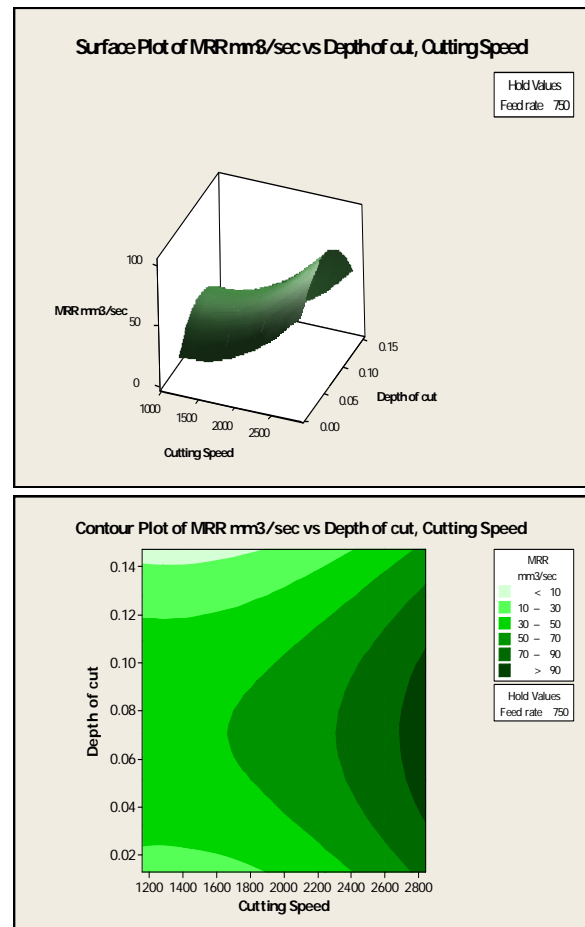 Surface Plot of MRR mm3/sec vs Depth of cut, Cutting Speed
Hold Values
Feed rate 750
100
MRR mm3/sec
50
0
1000
1500
2000
2500
0.15
0.10
0.05
0.00
Depth of cut
Cutting Speed
Contour Plot of MRR mm3/sec vs Depth of cut, Cutting Speed
MRR
mm3/sec
< 10
10 – 30
30 – 50
50 – 70
70 – 90
> 90
Hold Values
Feed rate 750
Depth of cut
0.14
0.12
0.10
0.08
0.06
0.04
0.02
1200 1400 1600 1800 2000 2200 2400 2600 2800
Cutting Speed